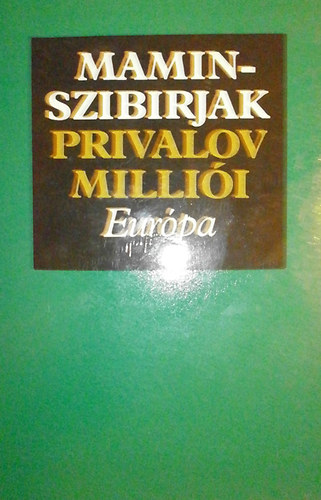 MAMIN-
SZIBIRJAK
PRIVALOV
MILLIÓI
Európa